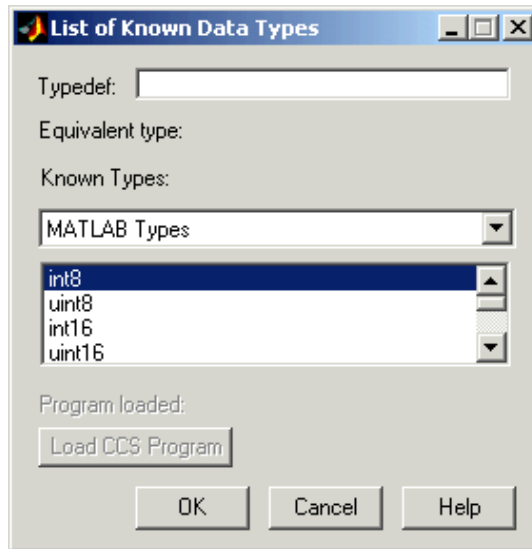 List of Known Data Types
Typedef:
Equivalent type:
Known Types:
MATLAB Types
int8
uint8
int16
uint16
Program loaded:
Load CCS Program
OK Cancel Help